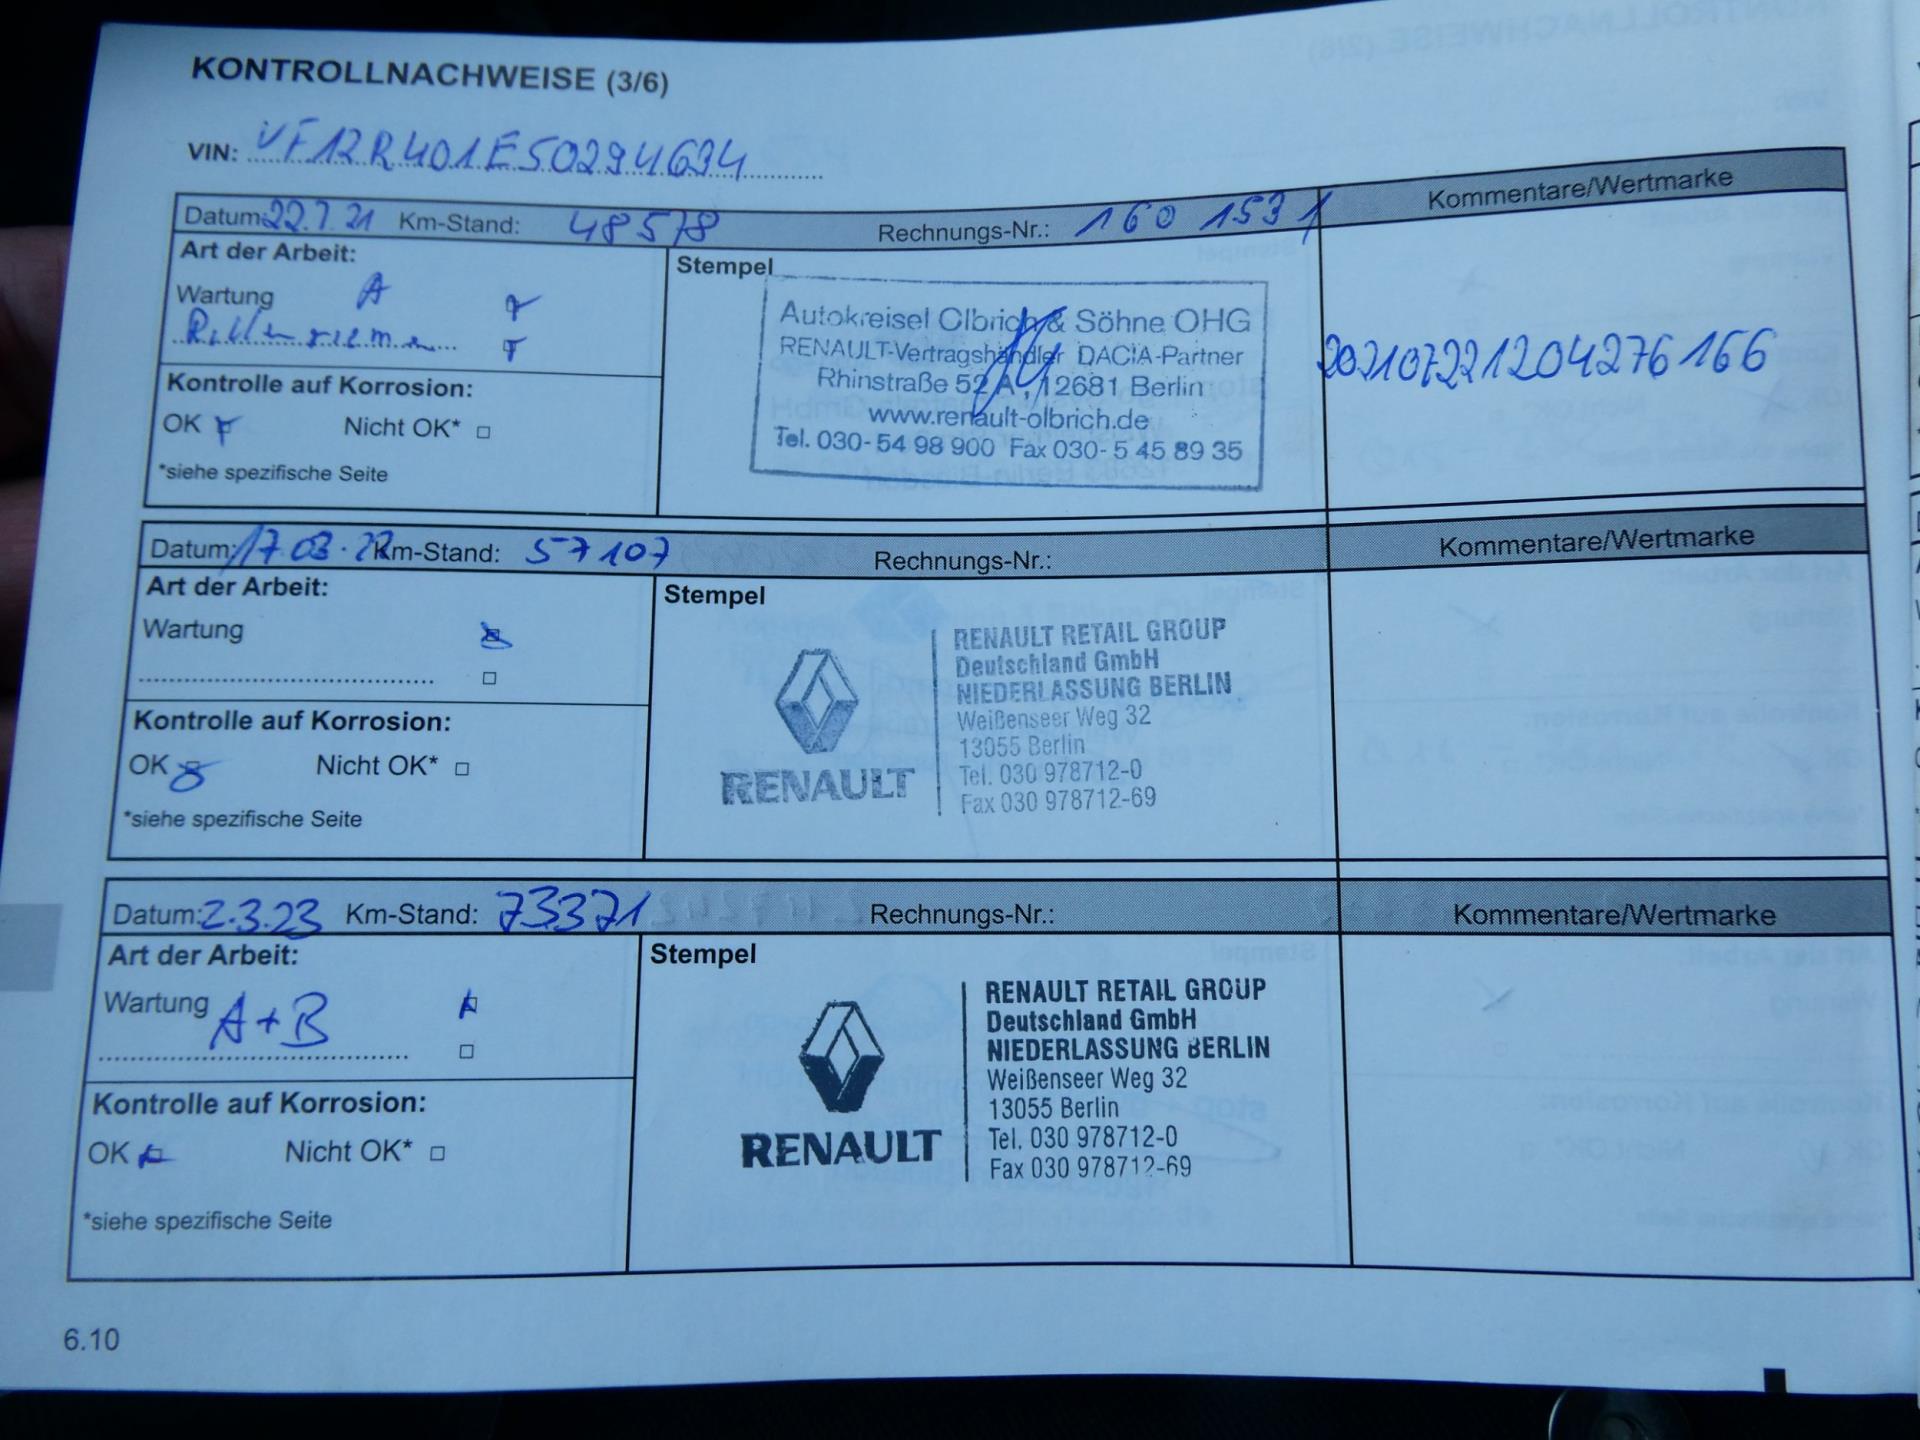 KONTROLLNACHWEISE (3/6)
VIN: VF12R401E50294634
Datum: 22.7.21 Km-Stand: 48578 Rechnungs-Nr.: 160 1531 Kommentare/Wertmarke
Art der Arbeit:
Wartung A
Rillenriemen
Kontrolle auf Korrosion:
OK Nicht OK*
*siehe spezifische Seite
Stempel
Autokreisel Olbrich & Söhne OHG
RENAULT-Vertragshändler DACIA-Partner
Rhinstraße 52 A, 12681 Berlin
www.renault-olbrich.de
Tel. 030-54 98 900 Fax 030-5 45 89 35
202107221204276166
Datum: 17.03.22 Km-Stand: 57107 Rechnungs-Nr.: Kommentare/Wertmarke
Art der Arbeit:
Wartung
Kontrolle auf Korrosion:
OK Nicht OK*
*siehe spezifische Seite
Stempel
RENAULT
RENAULT RETAIL GROUP
Deutschland GmbH
NIEDERLASSUNG BERLIN
Weißenseer Weg 32
13055 Berlin
Tel. 030 978712-0
Fax 030 978712-69
Datum: 2.3.23 Km-Stand: 73371 Rechnungs-Nr.: Kommentare/Wertmarke
Art der Arbeit:
Wartung A+B
Kontrolle auf Korrosion:
OK Nicht OK*
*siehe spezifische Seite
Stempel
RENAULT
RENAULT RETAIL GROUP
Deutschland GmbH
NIEDERLASSUNG BERLIN
Weißenseer Weg 32
13055 Berlin
Tel. 030 978712-0
Fax 030 978712-69
6.10